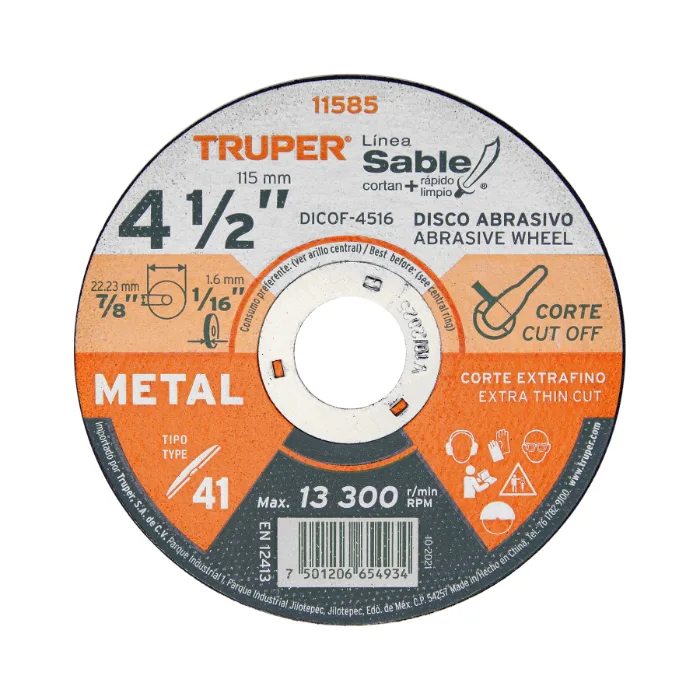 11585
TRUPER®
Línea
Sable®
cortan + rápido
limpio
115 mm
4 1/2"
DICOF-4516
DISCO ABRASIVO
ABRASIVE WHEEL
Consumo preferente: (ver arillo central) / Best before: (see central ring)
22.23 mm
7/8"
1.6 mm
1/16"
CORTE
CUT OFF
METAL
CORTE EXTRAFINO
EXTRA THIN CUT
TIPO
TYPE
41
Max. 13 300 r/min
RPM
EN 12413
10-2021
7 501206 654934
Importado por Truper, S.A. de C.V. Parque Industrial 1, Parque Industrial Jilotepec, Jilotepec, Edo. de Méx. C.P. 54257 Made in/Hecho en China, Tel.-76 1782 9100. www.truper.com